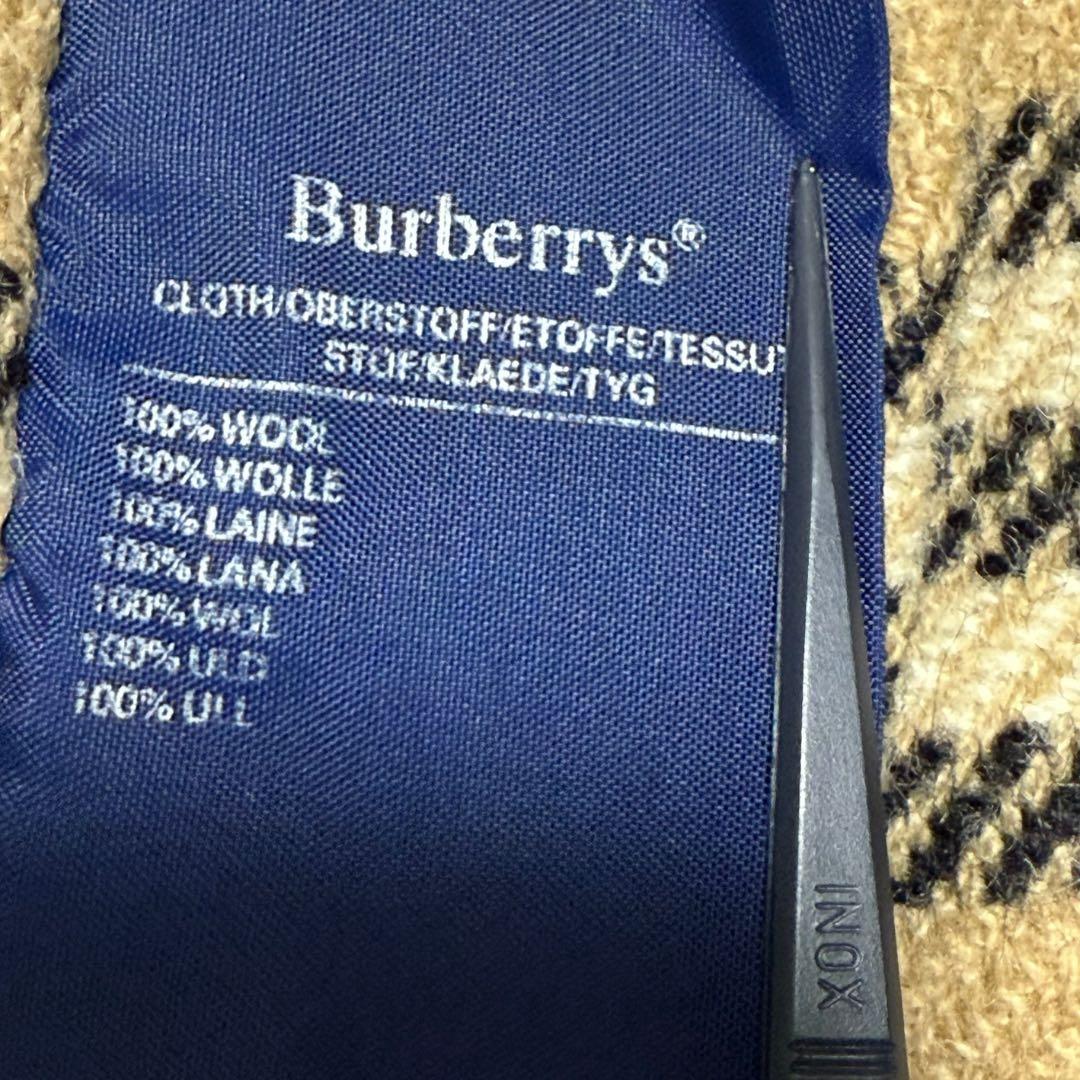 Burberrys®
CLOTH/OBERSTOFF/ETOFFE/TESSU
STOF/KLAEDE/TYG
100% WOOL
100% WOLLE
100% LAINE
100% LANA
100% WOL
100% ULD
100% ULL
INOX